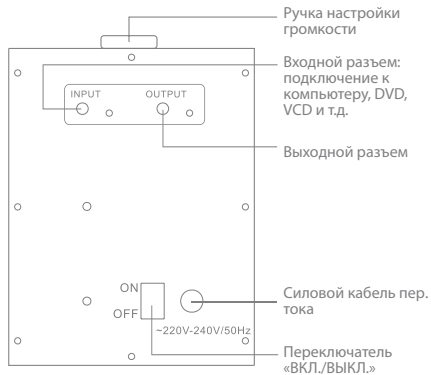 Ручка настройки
громкости
Входной разъем:
подключение к
компьютеру, DVD,
VCD и т.д.
INPUT
OUTPUT
Выходной разъем
ON
OFF
~220V-240V/50Hz
Силовой кабель пер.
тока
Переключатель
«ВКЛ./ВЫКЛ.»